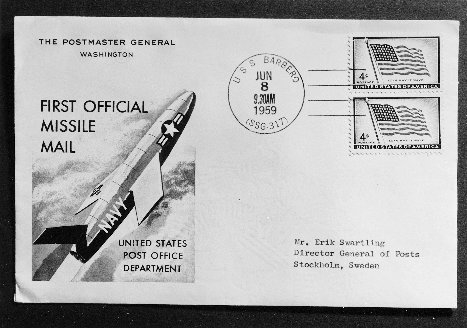 THE POSTMASTER GENERAL
WASHINGTON
FIRST OFFICIAL
MISSILE
MAIL
NAVY
UNITED STATES
POST OFFICE
DEPARTMENT
U.S.S. BARBERO
JUN
8
9.30AM
1959
(SSG-317)
4¢
UNITED STATES OF AMERICA
4¢
UNITED STATES OF AMERICA
Mr. Erik Swartling
Director General of Posts
Stockholm, Sweden